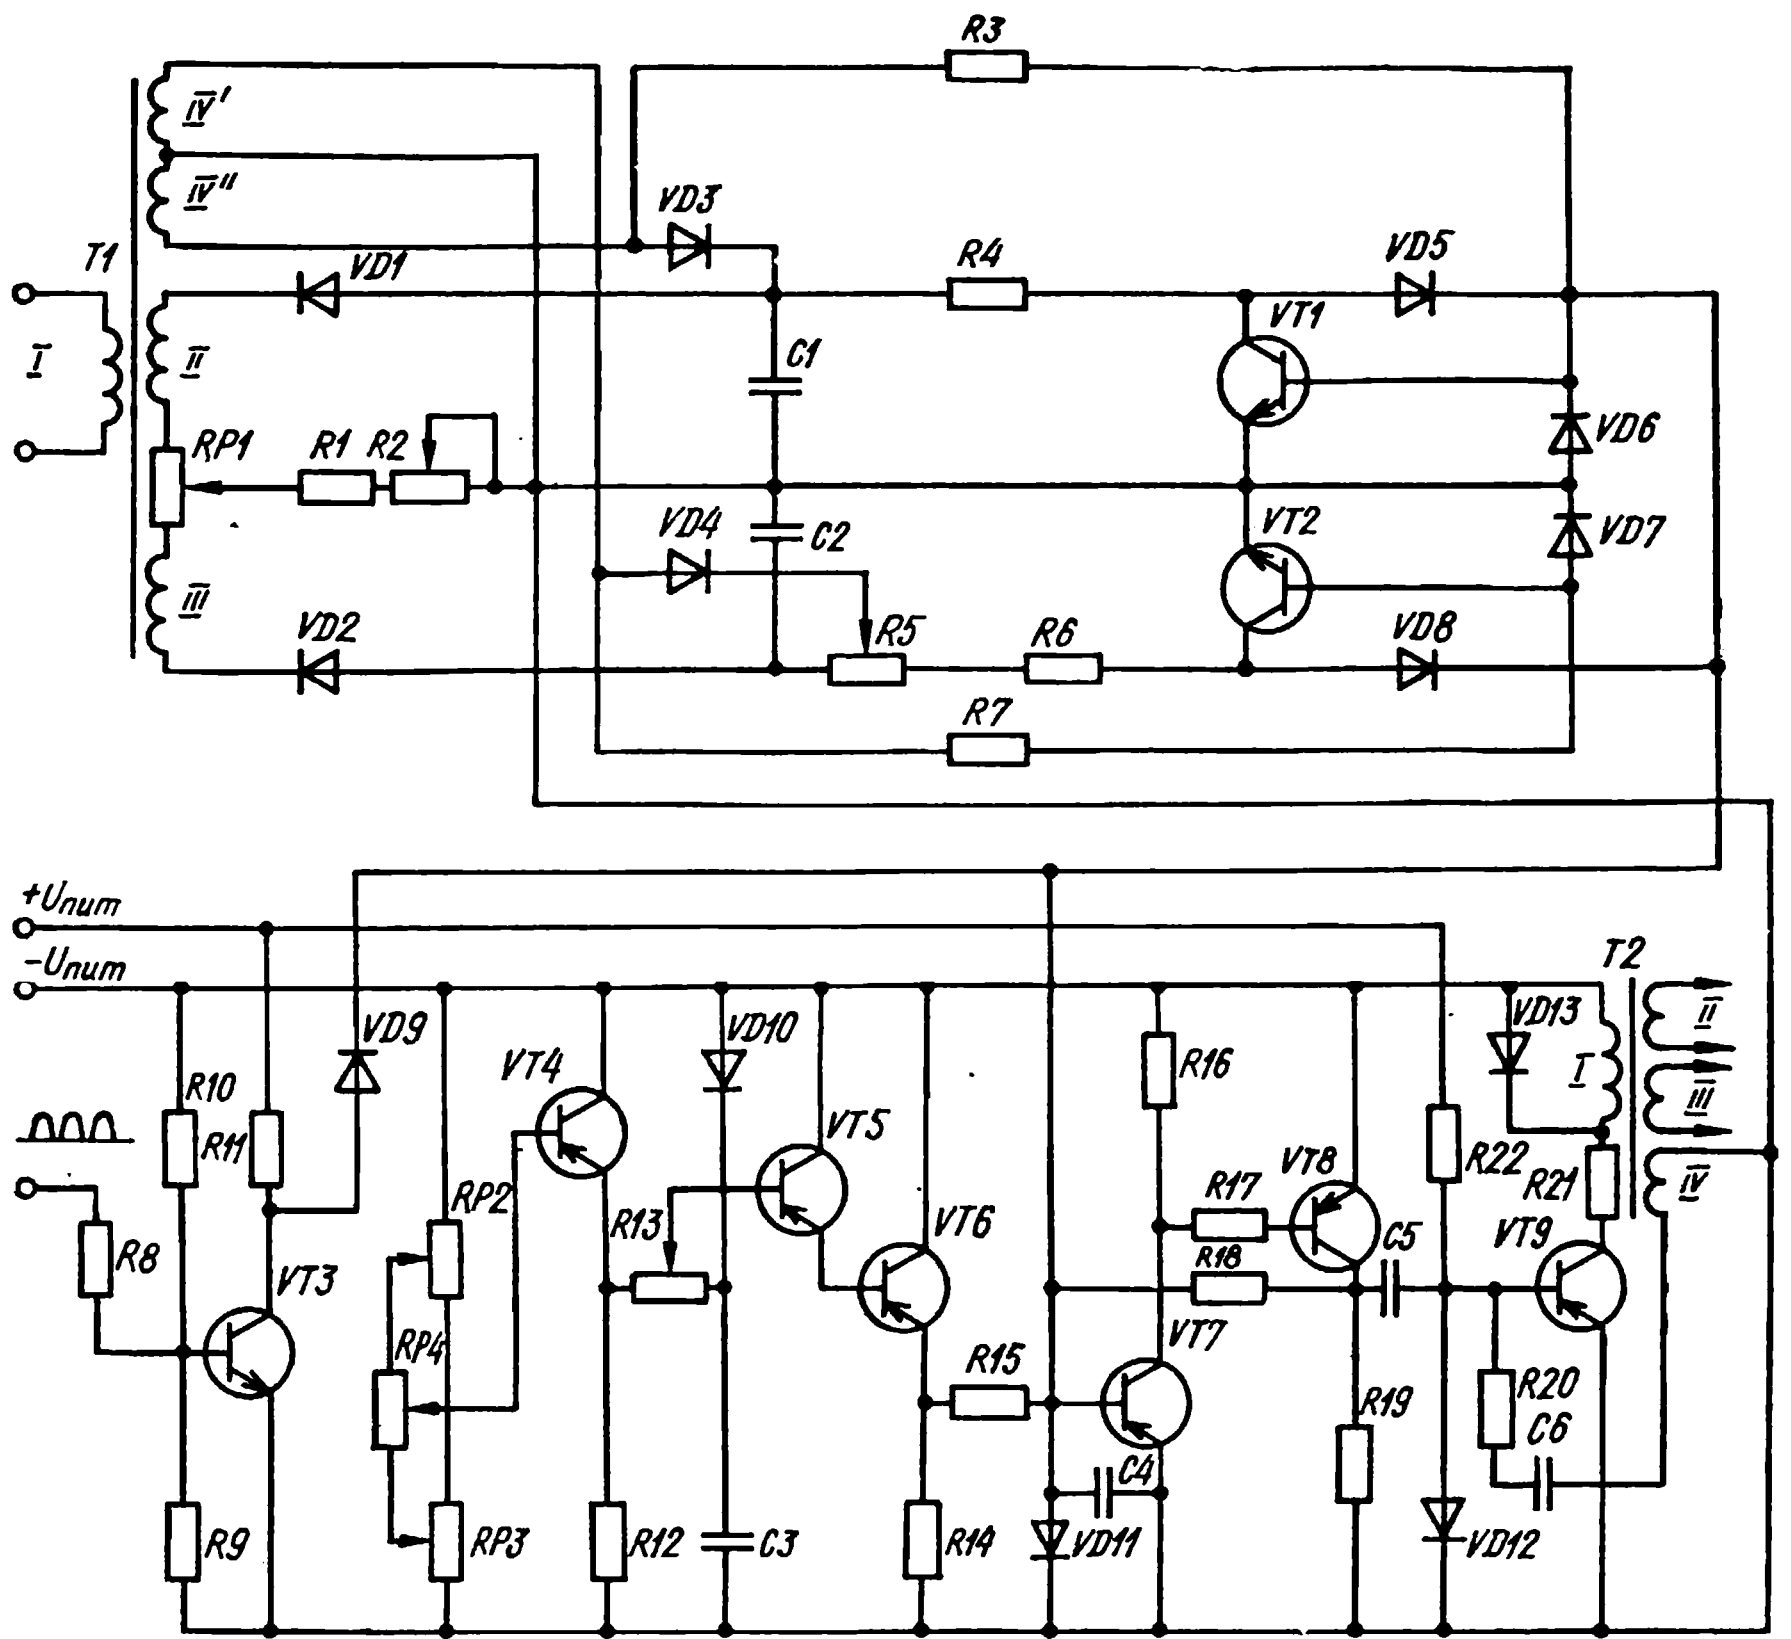 R3
IV'
IV"
VD3
T1
VD1
R4
VD5
VT1
I
II
C1
RP1
R1
R2
VD6
VD4
C2
VT2
VD7
III
VD2
R5
R6
VD8
R7
+Uпит
-Uпит
T2
VD9
VD10
VD13
II
R10
VT4
R16
I
III
R11
VT5
R22
RP2
R17
VT8
R21
IV
R8
R13
VT6
R18
C5
VT9
VT3
RP4
VT7
R15
R20
R19
C6
C4
R9
RP3
R12
C3
R14
VD11
VD12